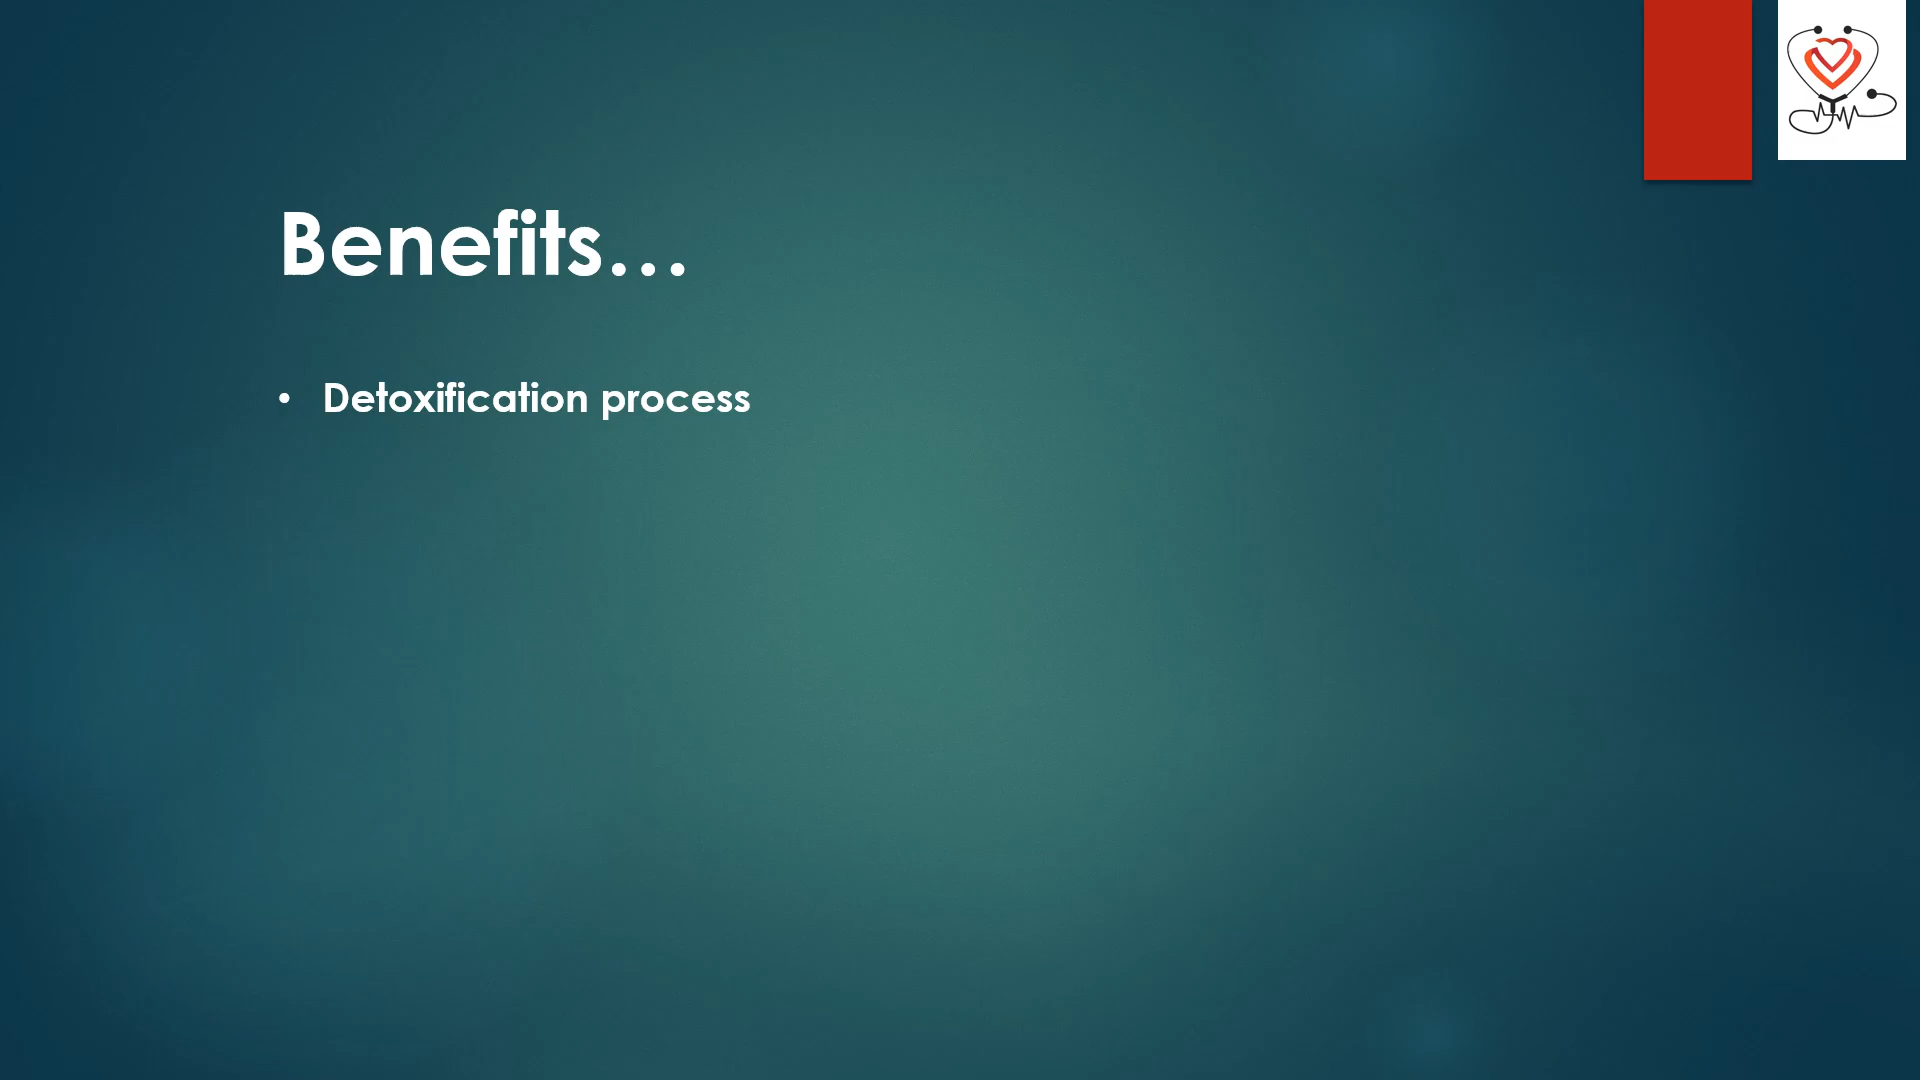 Benefits...
• Detoxification process